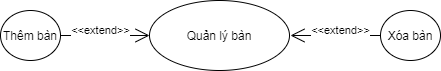 Thêm bàn
<<extend>>
Quản lý bàn
<<extend>>
Xóa bàn